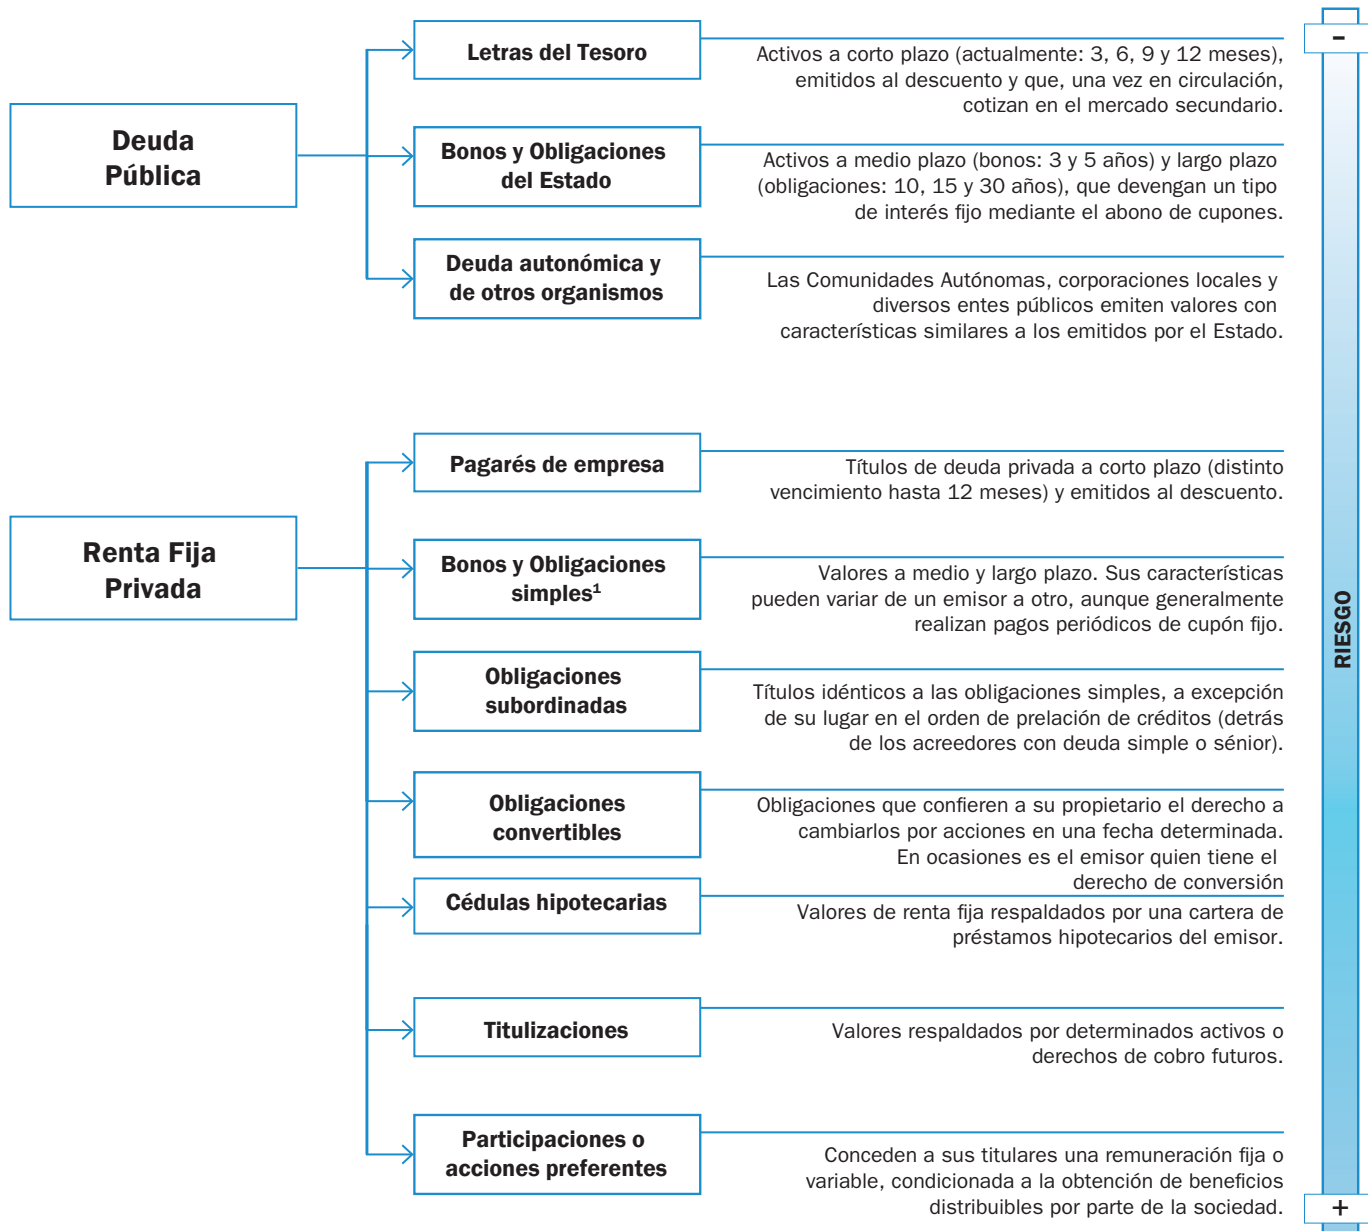 Deuda
Pública
Letras del Tesoro
Activos a corto plazo (actualmente: 3, 6, 9 y 12 meses),
emitidos al descuento y que, una vez en circulación,
cotizan en el mercado secundario.
Bonos y Obligaciones
del Estado
Activos a medio plazo (bonos: 3 y 5 años) y largo plazo
(obligaciones: 10, 15 y 30 años), que devengan un tipo
de interés fijo mediante el abono de cupones.
Deuda autonómica y
de otros organismos
Las Comunidades Autónomas, corporaciones locales y
diversos entes públicos emiten valores con
características similares a los emitidos por el Estado.
Renta Fija
Privada
Pagarés de empresa
Títulos de deuda privada a corto plazo (distinto
vencimiento hasta 12 meses) y emitidos al descuento.
Bonos y Obligaciones
simples¹
Valores a medio y largo plazo. Sus características
pueden variar de un emisor a otro, aunque generalmente
realizan pagos periódicos de cupón fijo.
Obligaciones
subordinadas
Títulos idénticos a las obligaciones simples, a excepción
de su lugar en el orden de prelación de créditos (detrás
de los acreedores con deuda simple o sénior).
Obligaciones
convertibles
Obligaciones que confieren a su propietario el derecho a
cambiarlos por acciones en una fecha determinada.
En ocasiones es el emisor quien tiene el
derecho de conversión
Cédulas hipotecarias
Valores de renta fija respaldados por una cartera de
préstamos hipotecarios del emisor.
Titulizaciones
Valores respaldados por determinados activos o
derechos de cobro futuros.
Participaciones o
acciones preferentes
Conceden a sus titulares una remuneración fija o
variable, condicionada a la obtención de beneficios
distribuibles por parte de la sociedad.
-
RIESGO
+